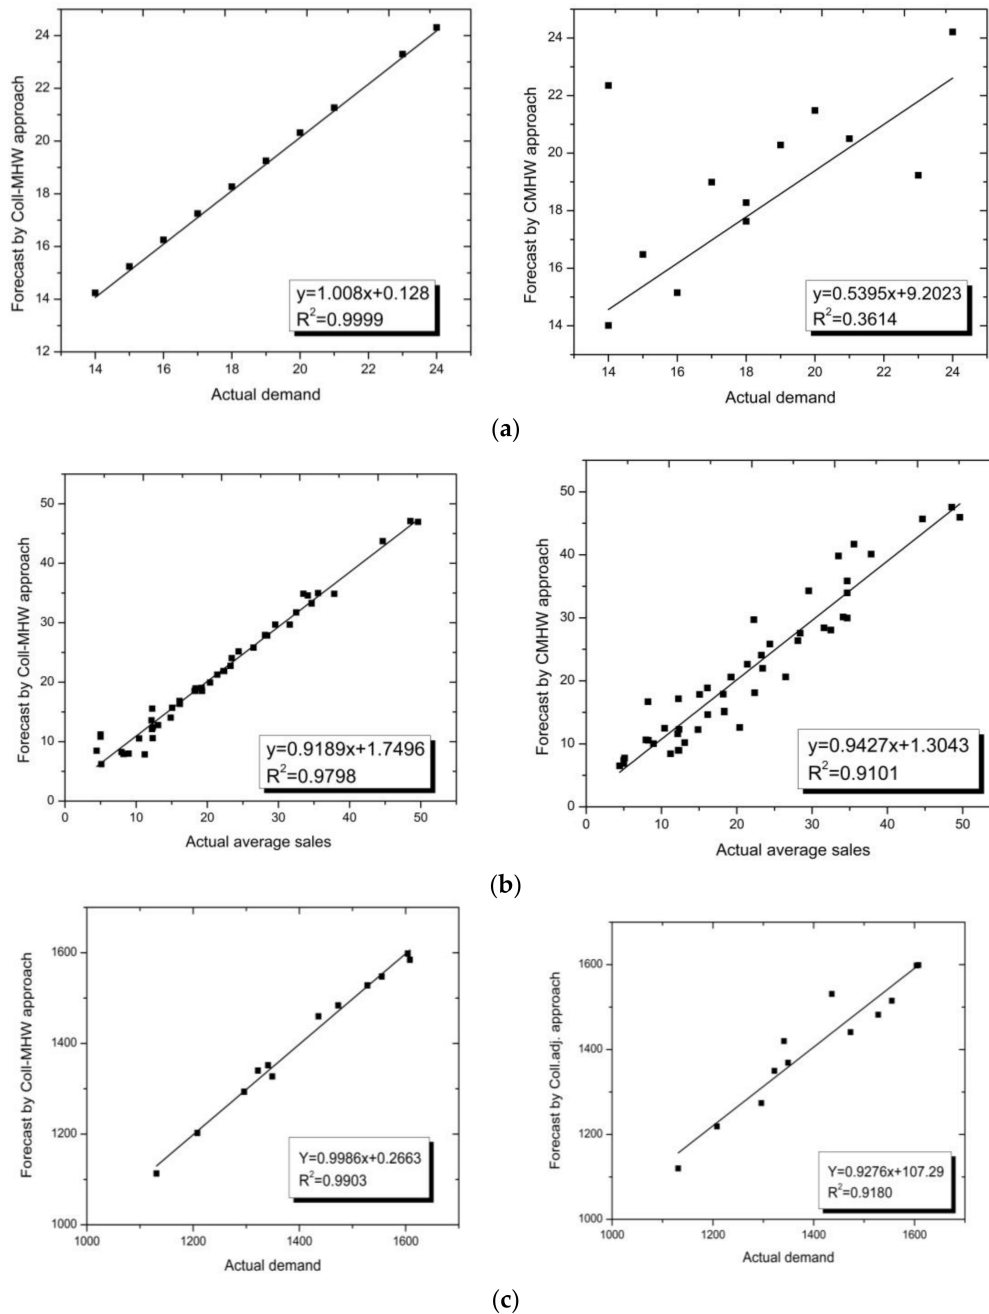 24
22
20
18
16
14
12
Forecast by Coll-MHW approach
y=1.008x+0.128
R²=0.9999
14 16 18 20 22 24
Actual demand
24
22
20
18
16
14
Forecast by CMHW approach
y=0.5395x+9.2023
R²=0.3614
14 16 18 20 22 24
Actual demand
(a)
50
40
30
20
10
0
Forecast by Coll-MHW approach
y=0.9189x+1.7496
R²=0.9798
0 10 20 30 40 50
Actual average sales
50
40
30
20
10
0
Forecast by CMHW approach
y=0.9427x+1.3043
R²=0.9101
0 10 20 30 40 50
Actual average sales
(b)
1600
1400
1200
1000
Forecast by Coll-MHW approach
Y=0.9986x+0.2663
R²=0.9903
1000 1200 1400 1600
Actual demand
1600
1400
1200
1000
Forecast by Coll.adj. approach
Y=0.9276x+107.29
R²=0.9180
1000 1200 1400 1600
Actual demand
(c)